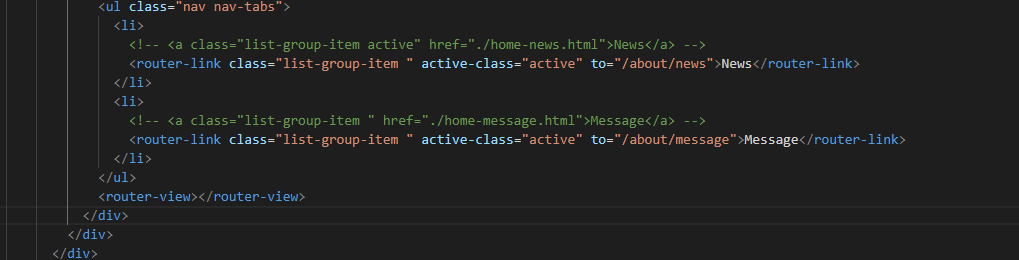 <ul class="nav nav-tabs">
<li>
<!-- <a class="list-group-item active" href="./home-news.html">News</a> -->
<router-link class="list-group-item " active-class="active" to="/about/news">News</router-link>
</li>
<li>
<!-- <a class="list-group-item " href="./home-message.html">Message</a> -->
<router-link class="list-group-item " active-class="active" to="/about/message">Message</router-link>
</li>
</ul>
<router-view></router-view>
</div>
</div>
</div>